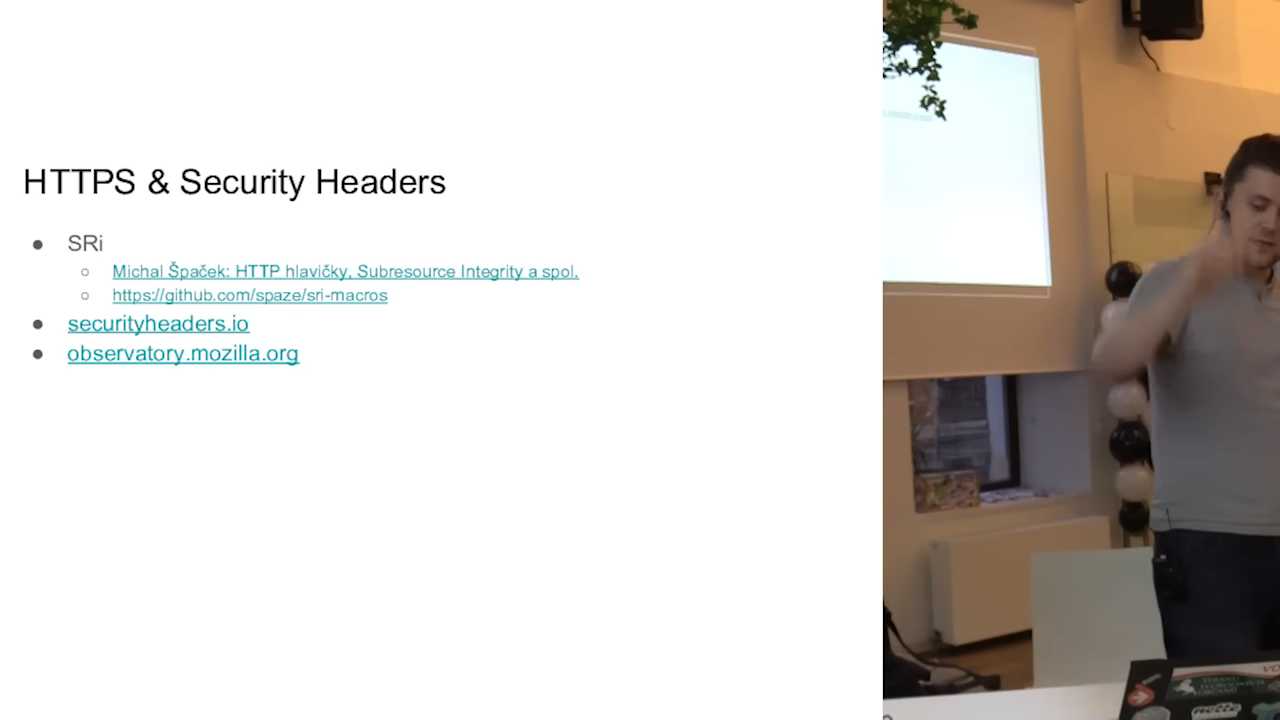 HTTPS & Security Headers
SRi
Michal Špaček: HTTP hlavičky, Subresource Integrity a spol.
https://github.com/spaze/sri-macros
securityheaders.io
observatory.mozilla.org
nette